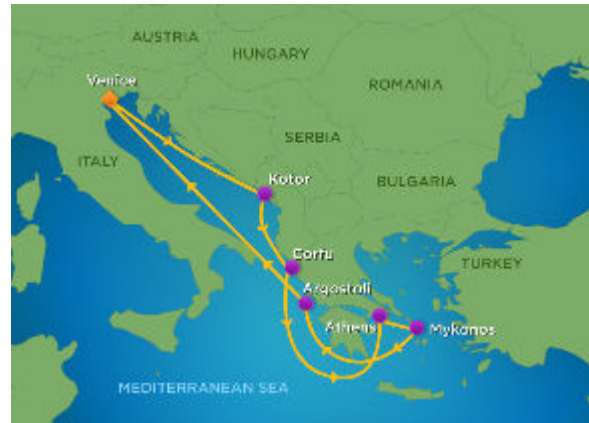 AUSTRIA
HUNGARY
Venice
ROMANIA
SERBIA
ITALY
Kotor
BULGARIA
Corfu
TURKEY
Argostoli
Athens
Mykonos
MEDITERRANEAN SEA